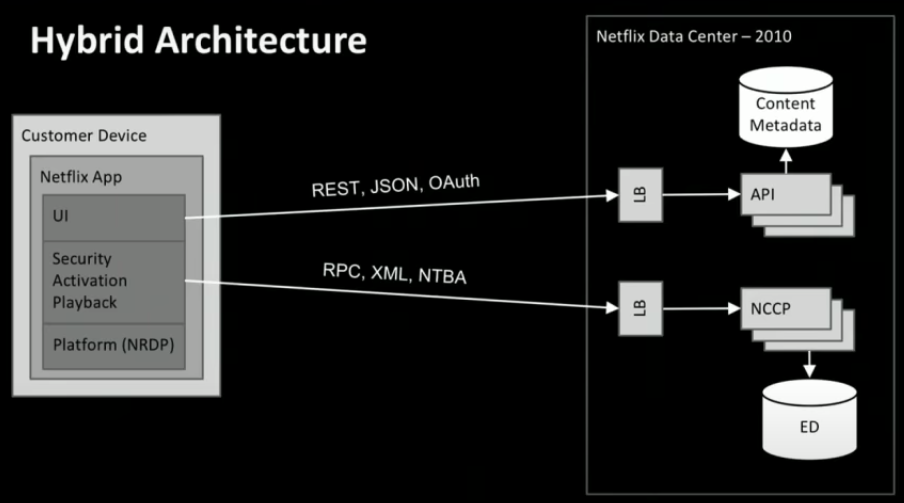 Hybrid Architecture
Netflix Data Center – 2010
Content
Metadata
Customer Device
Netflix App
UI
Security
Activation
Playback
Platform (NRDP)
REST, JSON, OAuth
LB
API
RPC, XML, NTBA
LB
NCCP
ED